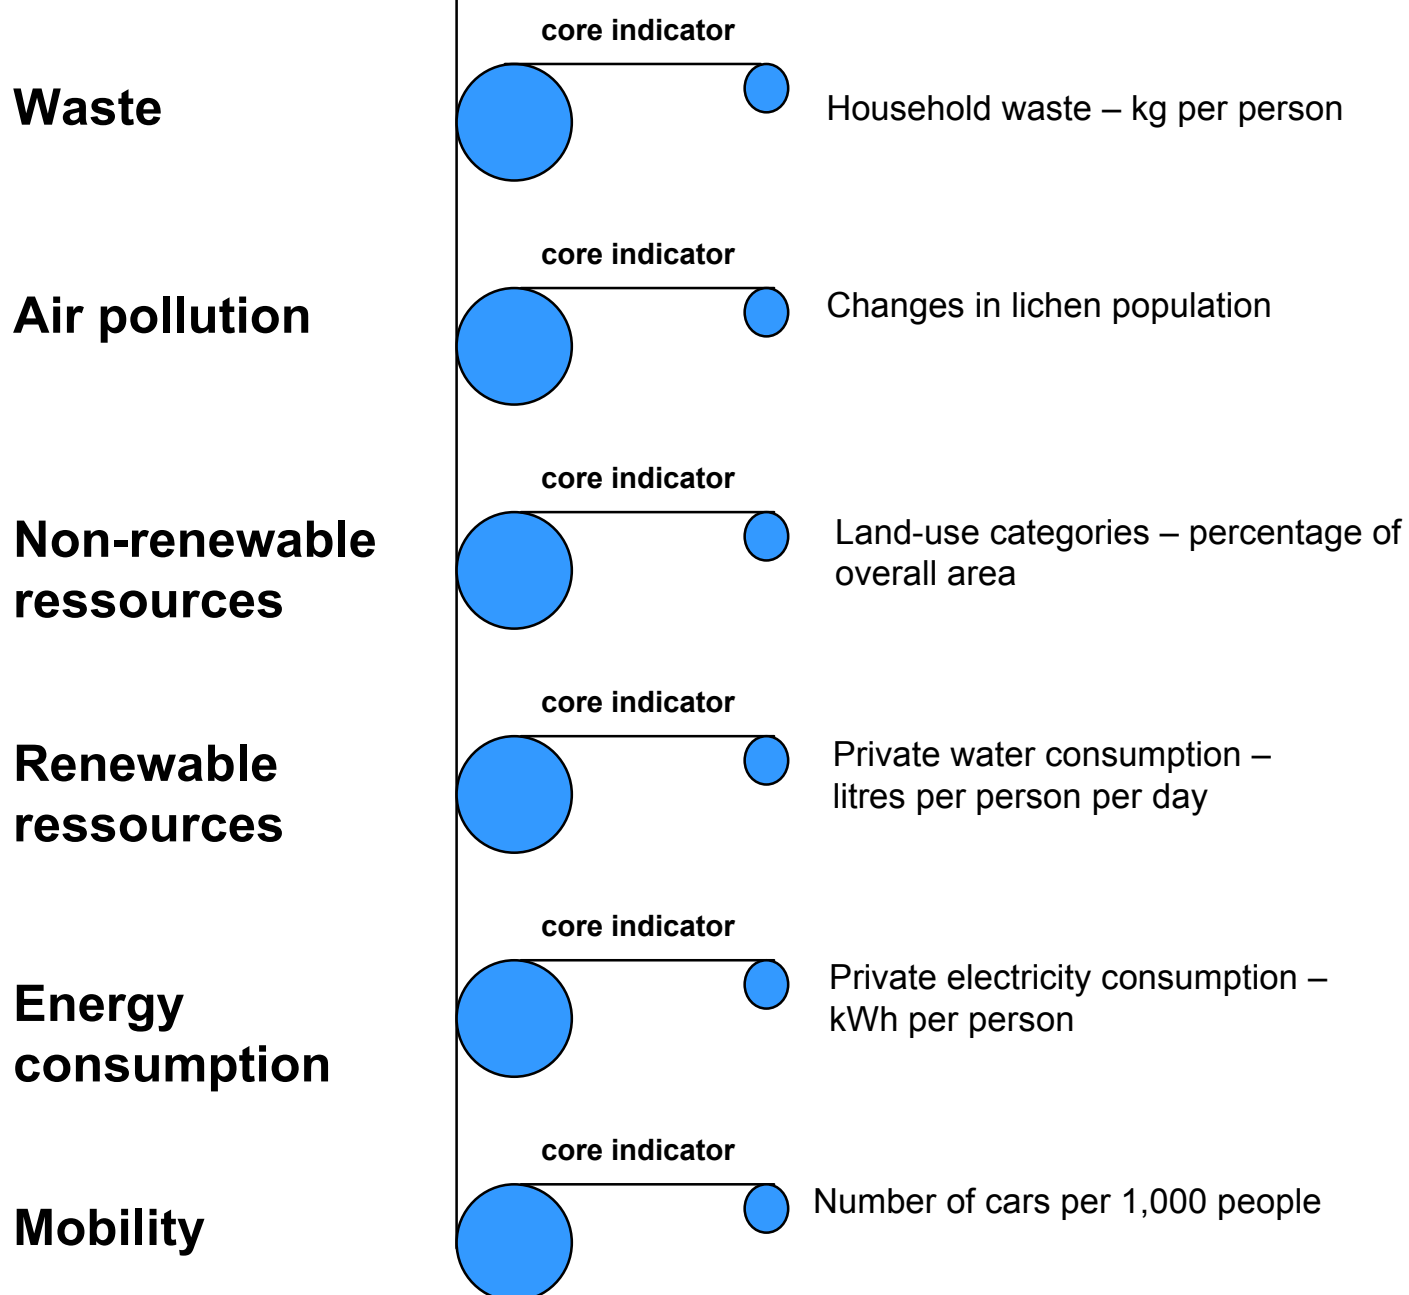 core indicator
Waste
Household waste – kg per person
core indicator
Air pollution
Changes in lichen population
core indicator
Non-renewable
ressources
Land-use categories – percentage of
overall area
core indicator
Renewable
ressources
Private water consumption –
litres per person per day
core indicator
Energy
consumption
Private electricity consumption –
kWh per person
core indicator
Mobility
Number of cars per 1,000 people